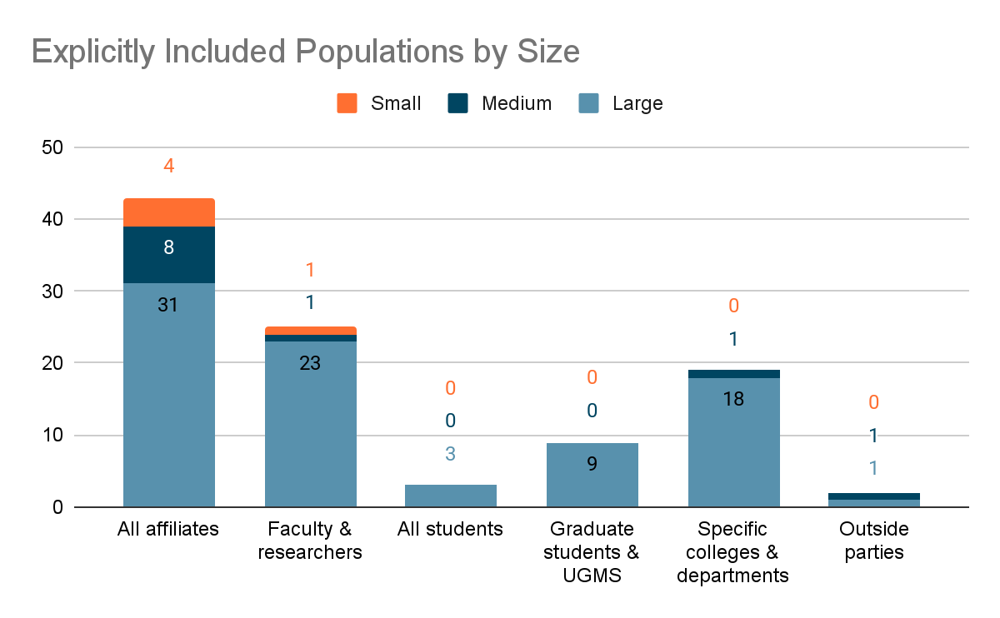 Explicitly Included Populations by Size
Small Medium Large
50
40
30
20
10
0
4
8
31
1
1
23
0
0
3
0
0
9
0
1
18
0
1
1
All affiliates
Faculty &
researchers
All students
Graduate
students &
UGMS
Specific
colleges &
departments
Outside
parties